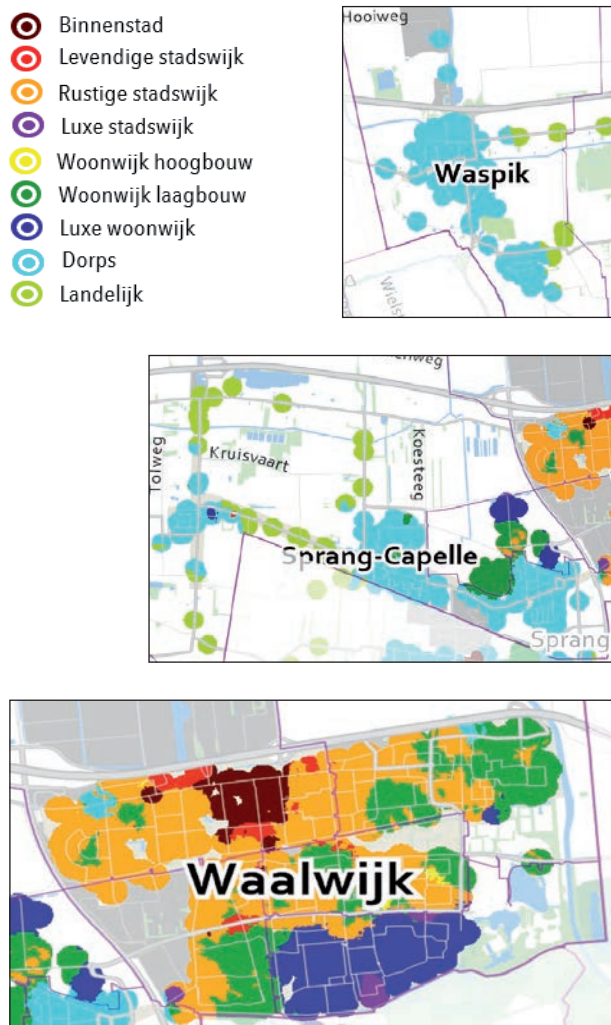 Binnenstad
Levendige stadswijk
Rustige stadswijk
Luxe stadswijk
Woonwijk hoogbouw
Woonwijk laagbouw
Luxe woonwijk
Dorps
Landelijk
Hooiweg
Waspik
Tolweg
Kruisvaart
Koesteeg
Sprang-Capelle
Sprang
Waalwijk